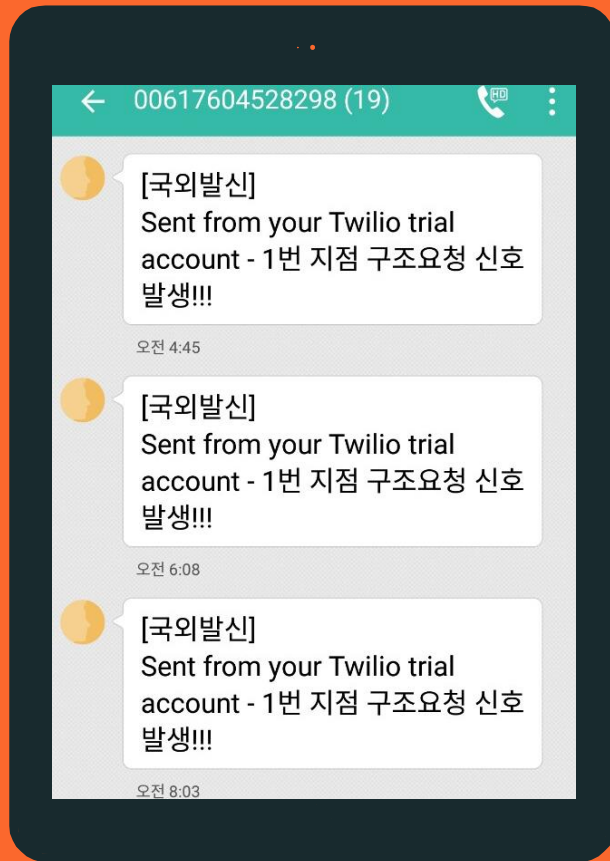 00617604528298 (19)
HD
[국외발신]
Sent from your Twilio trial
account - 1번 지점 구조요청 신호
발생!!!
오전 4:45
[국외발신]
Sent from your Twilio trial
account - 1번 지점 구조요청 신호
발생!!!
오전 6:08
[국외발신]
Sent from your Twilio trial
account - 1번 지점 구조요청 신호
발생!!!
오전 8:03